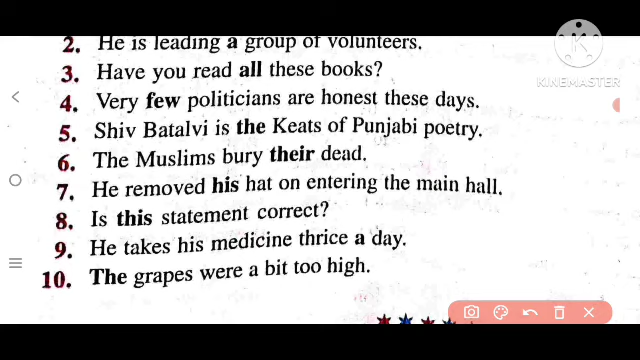 2. He is leading a group of volunteers.
3. Have you read all these books?
4. Very few politicians are honest these days.
5. Shiv Batalvi is the Keats of Punjabi poetry.
6. The Muslims bury their dead.
7. He removed his hat on entering the main hall.
8. Is this statement correct?
9. He takes his medicine thrice a day.
10. The grapes were a bit too high.
K
KINEMASTER